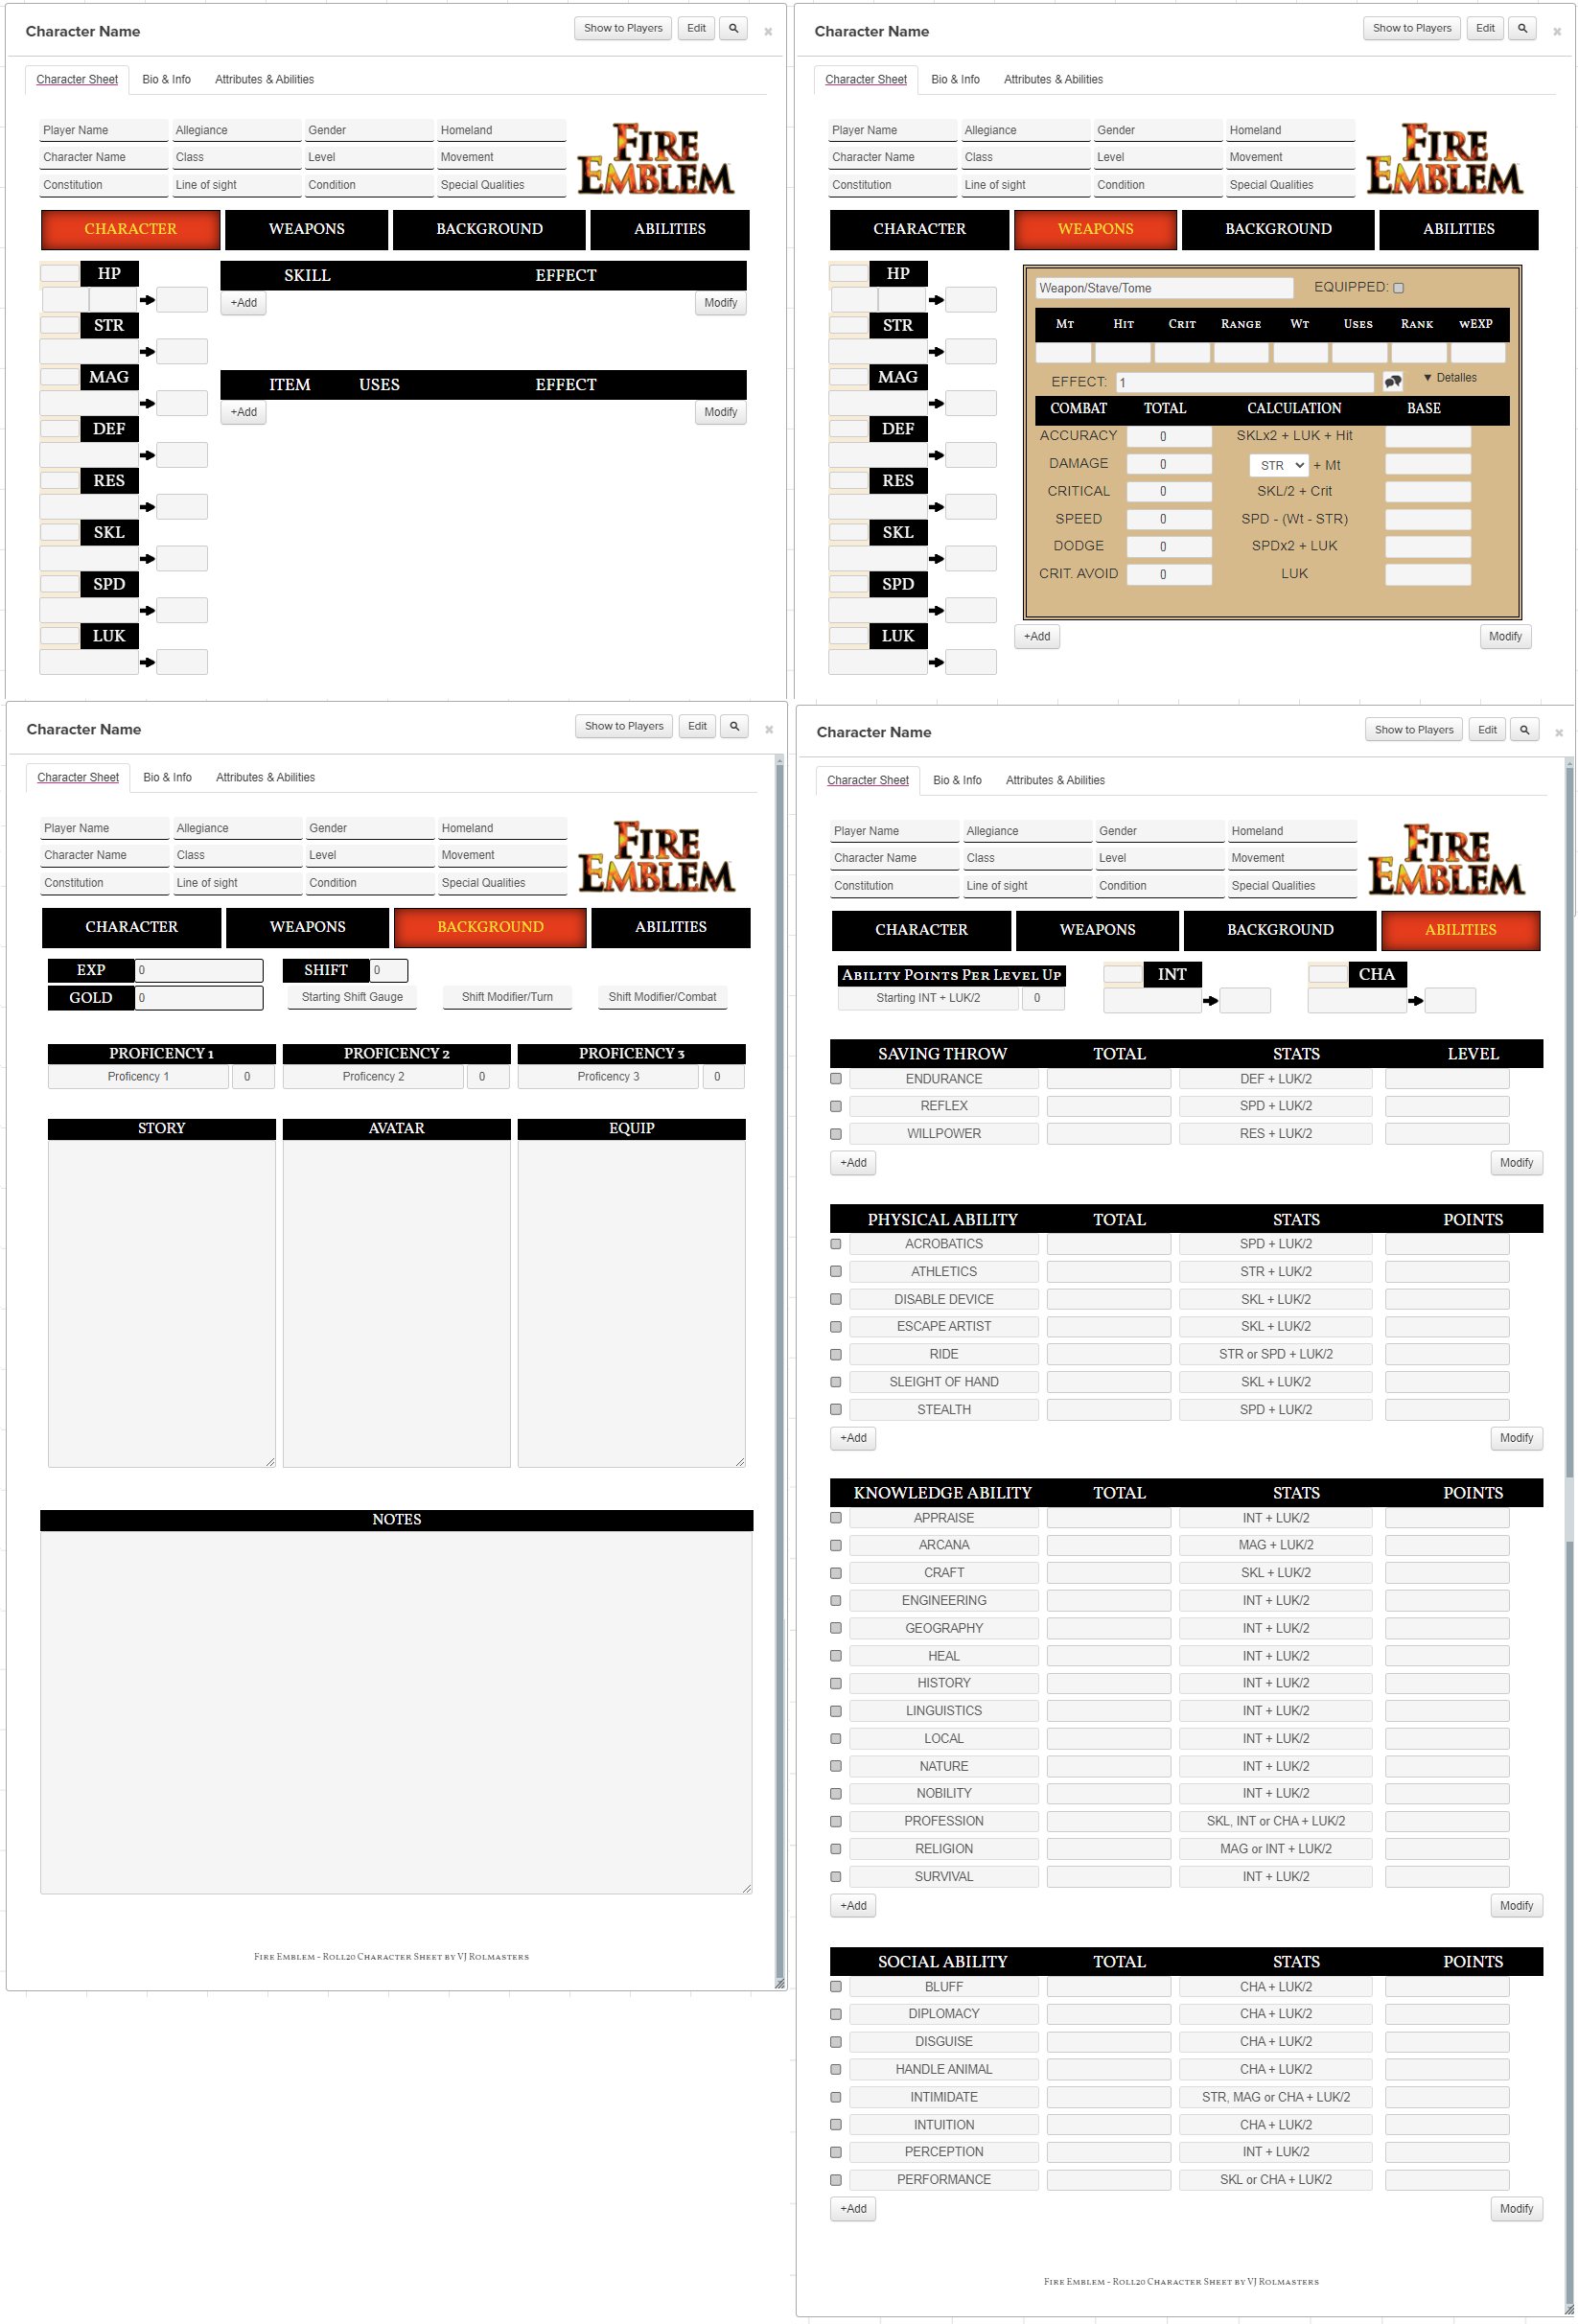 Character Name
Show to Players Edit
Character Sheet Bio & Info Attributes & Abilities
Player Name Allegiance Gender Homeland
Character Name Class Level Movement
Constitution Line of sight Condition Special Qualities
FIRE EMBLEM
CHARACTER WEAPONS BACKGROUND ABILITIES
HP
STR
MAG
DEF
RES
SKL
SPD
LUK
SKILL EFFECT
+Add Modify
ITEM USES EFFECT
+Add Modify
Character Name
Show to Players Edit
Character Sheet Bio & Info Attributes & Abilities
Player Name Allegiance Gender Homeland
Character Name Class Level Movement
Constitution Line of sight Condition Special Qualities
FIRE EMBLEM
CHARACTER WEAPONS BACKGROUND ABILITIES
HP
STR
MAG
DEF
RES
SKL
SPD
LUK
Weapon/Stave/Tome EQUIPPED:
Mt Hit Crit Range Wt Uses Rank wEXP
EFFECT: 1 Detalles
COMBAT TOTAL CALCULATION BASE
ACCURACY 0 SKLx2 + LUK + Hit
DAMAGE 0 STR + Mt
CRITICAL 0 SKL/2 + Crit
SPEED 0 SPD - (Wt - STR)
DODGE 0 SPDx2 + LUK
CRIT. AVOID 0 LUK
+Add Modify
Character Name
Show to Players Edit
Character Sheet Bio & Info Attributes & Abilities
Player Name Allegiance Gender Homeland
Character Name Class Level Movement
Constitution Line of sight Condition Special Qualities
FIRE EMBLEM
CHARACTER WEAPONS BACKGROUND ABILITIES
EXP 0 SHIFT 0
GOLD 0 Starting Shift Gauge Shift Modifier/Turn Shift Modifier/Combat
PROFICENCY 1 PROFICENCY 2 PROFICENCY 3
Proficency 1 0 Proficency 2 0 Proficency 3 0
STORY AVATAR EQUIP
NOTES
Fire Emblem - Roll20 Character Sheet by VJ Rolmasters
Character Name
Show to Players Edit
Character Sheet Bio & Info Attributes & Abilities
Player Name Allegiance Gender Homeland
Character Name Class Level Movement
Constitution Line of sight Condition Special Qualities
FIRE EMBLEM
CHARACTER WEAPONS BACKGROUND ABILITIES
Ability Points Per Level Up INT CHA
Starting INT + LUK/2 0
SAVING THROW TOTAL STATS LEVEL
ENDURANCE DEF + LUK/2
REFLEX SPD + LUK/2
WILLPOWER RES + LUK/2
+Add Modify
PHYSICAL ABILITY TOTAL STATS POINTS
ACROBATICS SPD + LUK/2
ATHLETICS STR + LUK/2
DISABLE DEVICE SKL + LUK/2
ESCAPE ARTIST SKL + LUK/2
RIDE STR or SPD + LUK/2
SLEIGHT OF HAND SKL + LUK/2
STEALTH SPD + LUK/2
+Add Modify
KNOWLEDGE ABILITY TOTAL STATS POINTS
APPRAISE INT + LUK/2
ARCANA MAG + LUK/2
CRAFT SKL + LUK/2
ENGINEERING INT + LUK/2
GEOGRAPHY INT + LUK/2
HEAL INT + LUK/2
HISTORY INT + LUK/2
LINGUISTICS INT + LUK/2
LOCAL INT + LUK/2
NATURE INT + LUK/2
NOBILITY INT + LUK/2
PROFESSION SKL, INT or CHA + LUK/2
RELIGION MAG or INT + LUK/2
SURVIVAL INT + LUK/2
+Add Modify
SOCIAL ABILITY TOTAL STATS POINTS
BLUFF CHA + LUK/2
DIPLOMACY CHA + LUK/2
DISGUISE CHA + LUK/2
HANDLE ANIMAL CHA + LUK/2
INTIMIDATE STR, MAG or CHA + LUK/2
INTUITION CHA + LUK/2
PERCEPTION INT + LUK/2
PERFORMANCE SKL or CHA + LUK/2
+Add Modify
Fire Emblem - Roll20 Character Sheet by VJ Rolmasters